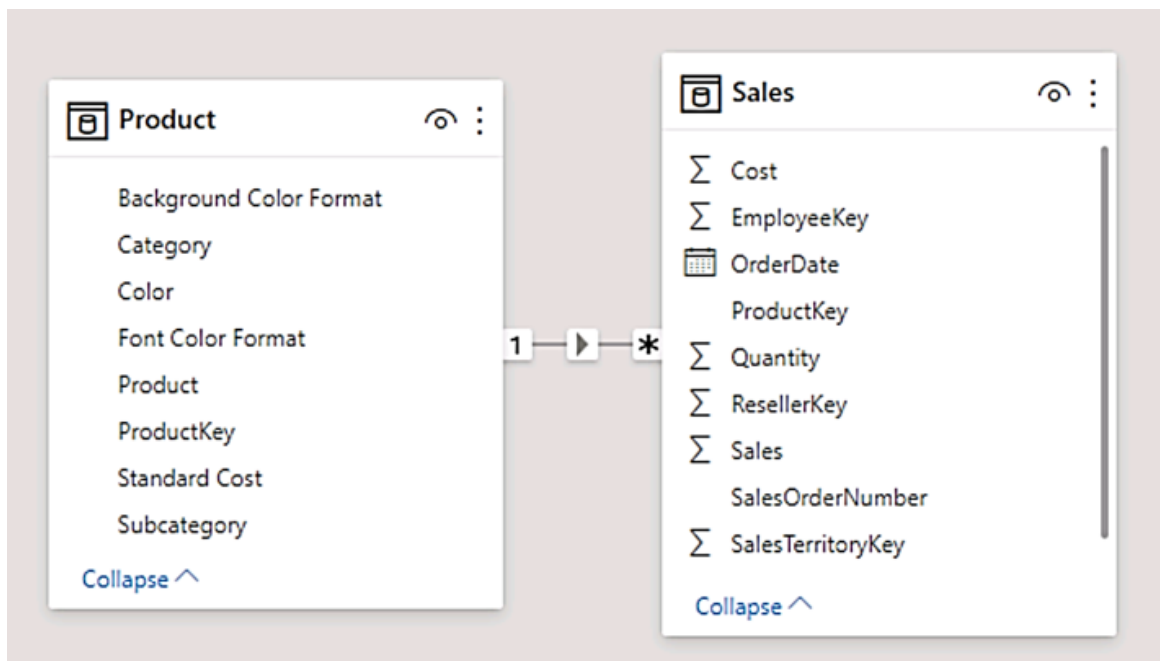 Product
Background Color Format
Category
Color
Font Color Format
Product
ProductKey
Standard Cost
Subcategory
Collapse
1
*
Sales
Σ Cost
Σ EmployeeKey
OrderDate
ProductKey
Σ Quantity
Σ ResellerKey
Σ Sales
SalesOrderNumber
Σ SalesTerritoryKey
Collapse